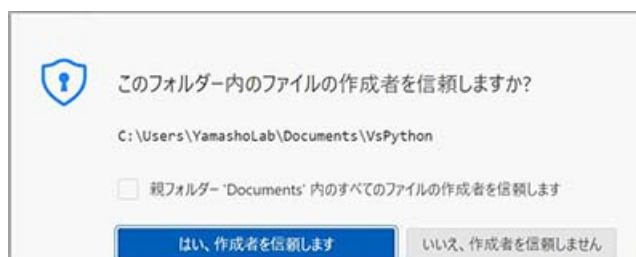 このフォルダー内のファイルの作成者を信頼しますか?
C:\Users\YamashoLab\Documents\VsPython
親フォルダー 'Documents' 内のすべてのファイルの作成者を信頼します
はい、作成者を信頼します
いいえ、作成者を信頼しません